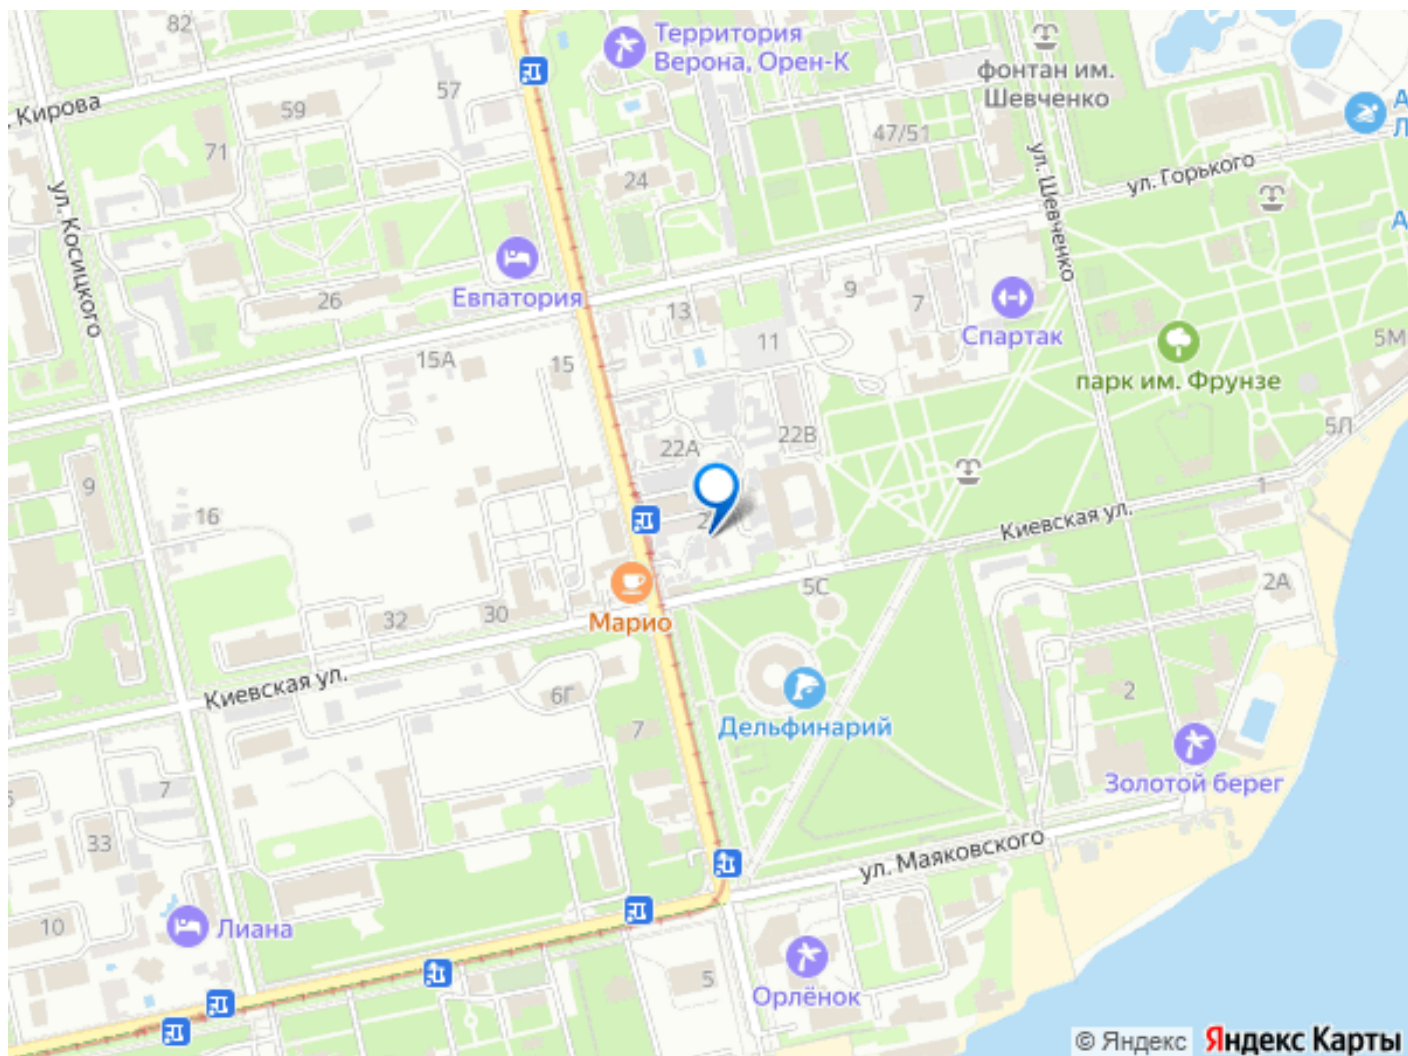 82
Территория
Верона, Орен-К
фонтан им.
Шевченко
57
59
. Кирова
А
Л
47/51
71
ул. Шевченко
ул. Горького
24
ул. Косицкого
А
Евпатория
26
13
9
7
Спартак
11
5М
15А
15
парк им. Фрунзе
22А
22В
5Л
9
1
16
2
Киевская ул.
5С
2А
32
30
Марио
Киевская ул.
6Г
2
7
Дельфинарий
Золотой берег
7
33
ул. Маяковского
10
Лиана
5
Орлёнок
© Яндекс Яндекс Карты